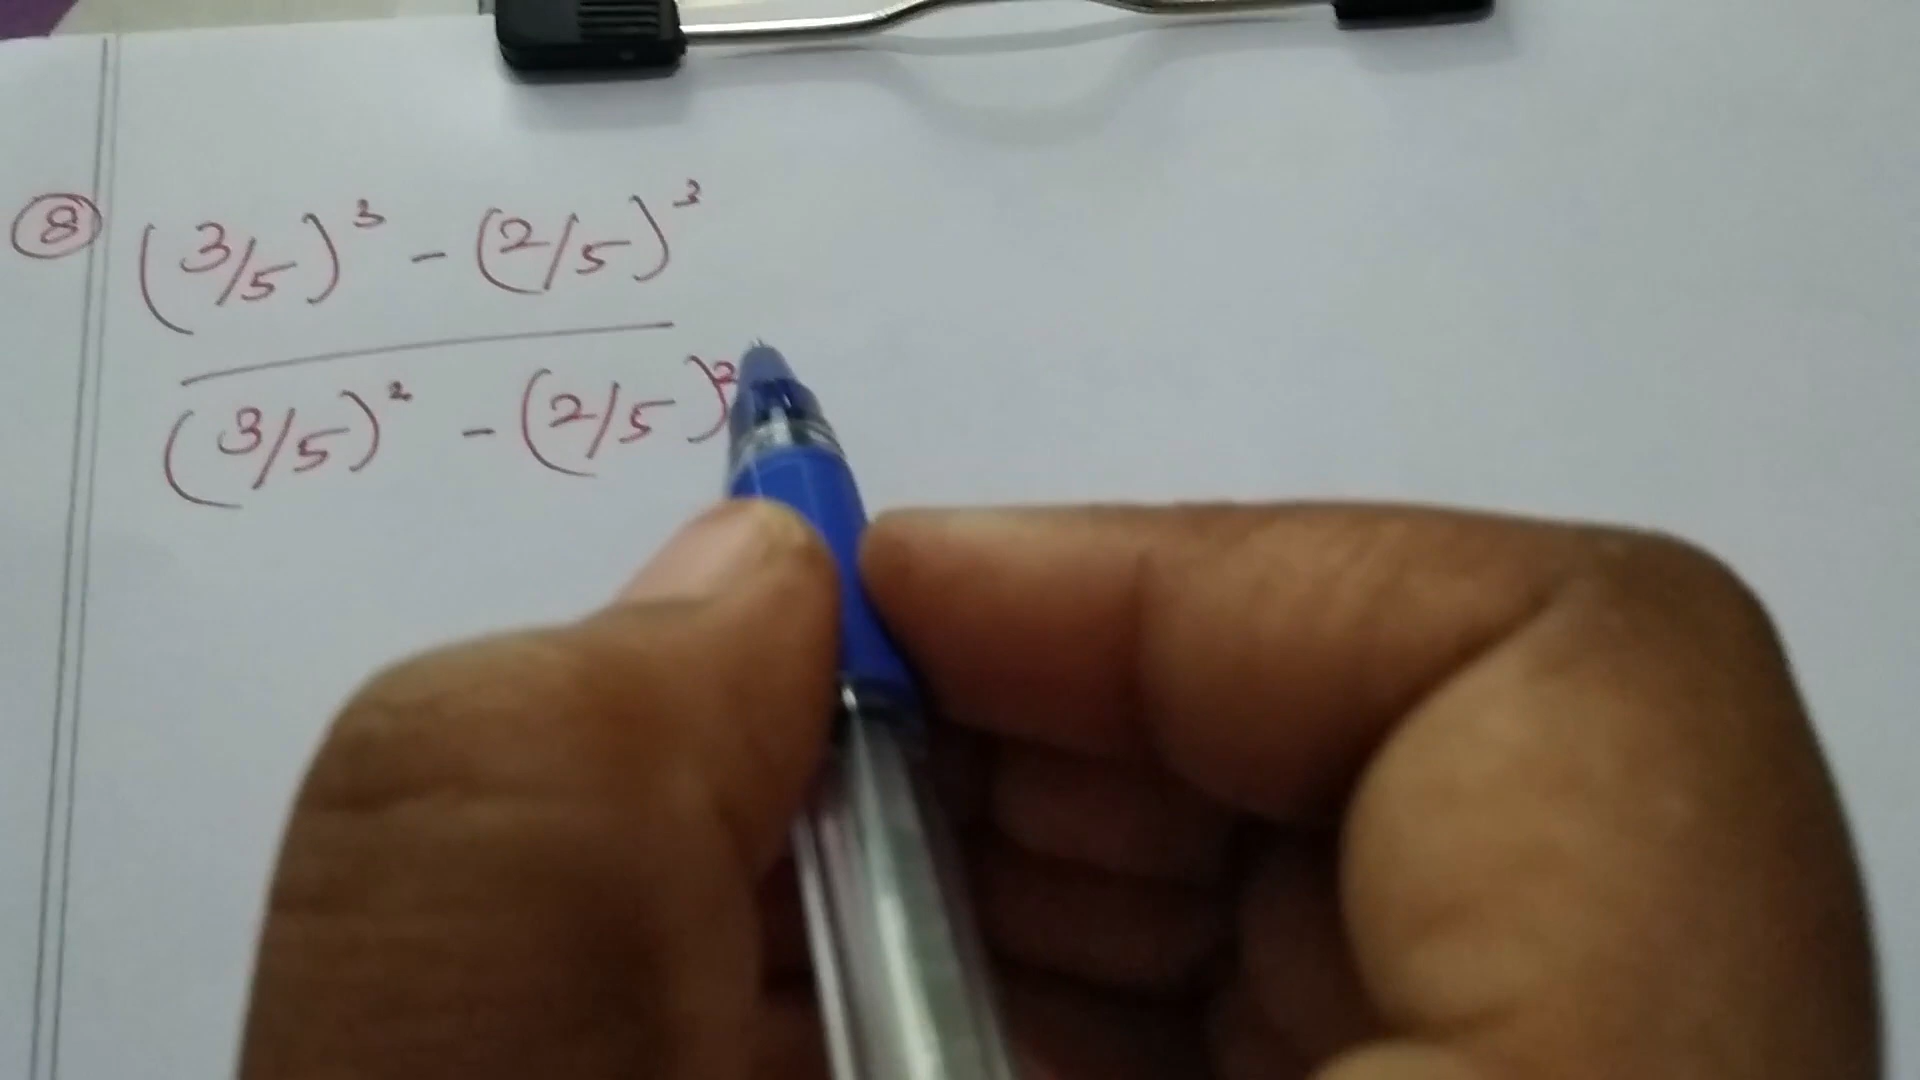 ⑧ (3/5)³ - (2/5)³
(3/5)² - (2/5)²